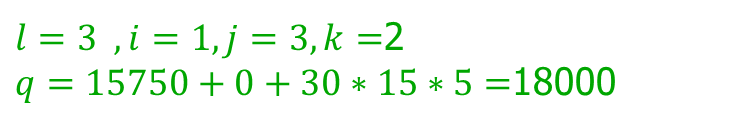 l = 3 ,i = 1,j = 3,k =2
q = 15750 + 0 + 30 * 15 * 5 =18000